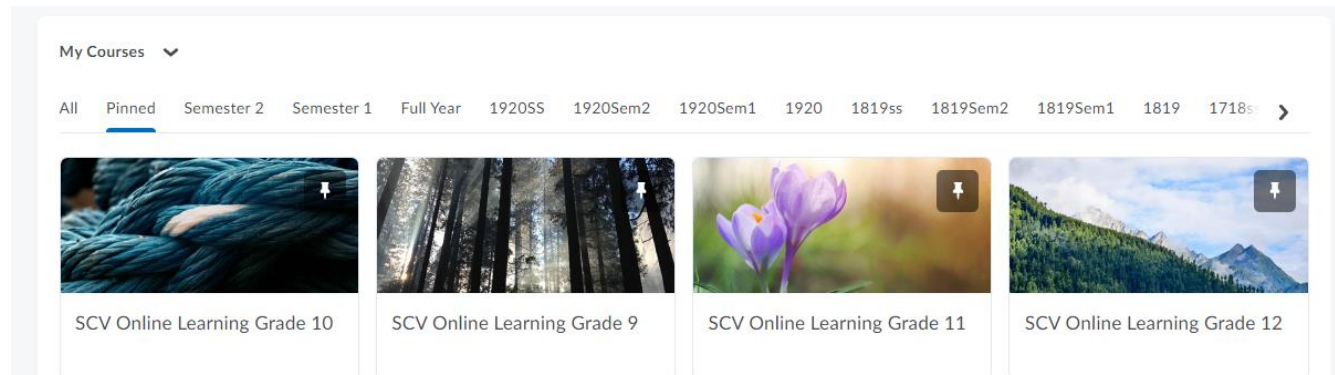 My Courses
All Pinned Semester 2 Semester 1 Full Year 1920SS 1920Sem2 1920Sem1 1920 1819ss 1819Sem2 1819Sem1 1819 1718s
SCV Online Learning Grade 10 SCV Online Learning Grade 9 SCV Online Learning Grade 11 SCV Online Learning Grade 12